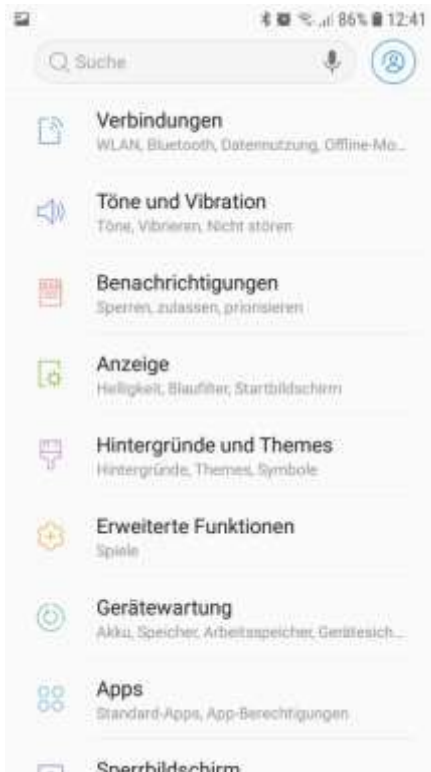 86% 12:41
Suche
Verbindungen
WLAN, Bluetooth, Datennutzung, Offline-Mo...
Töne und Vibration
Töne, Vibrieren, Nicht stören
Benachrichtigungen
Sperren, zulassen, priorisieren
Anzeige
Helligkeit, Blaufilter, Startbildschirm
Hintergründe und Themes
Hintergründe, Themes, Symbole
Erweiterte Funktionen
Spiele
Gerätewartung
Akku, Speicher, Arbeitsspeicher, Gerätesich...
Apps
Standard-Apps, App-Berechtigungen
Sperrbildschirm